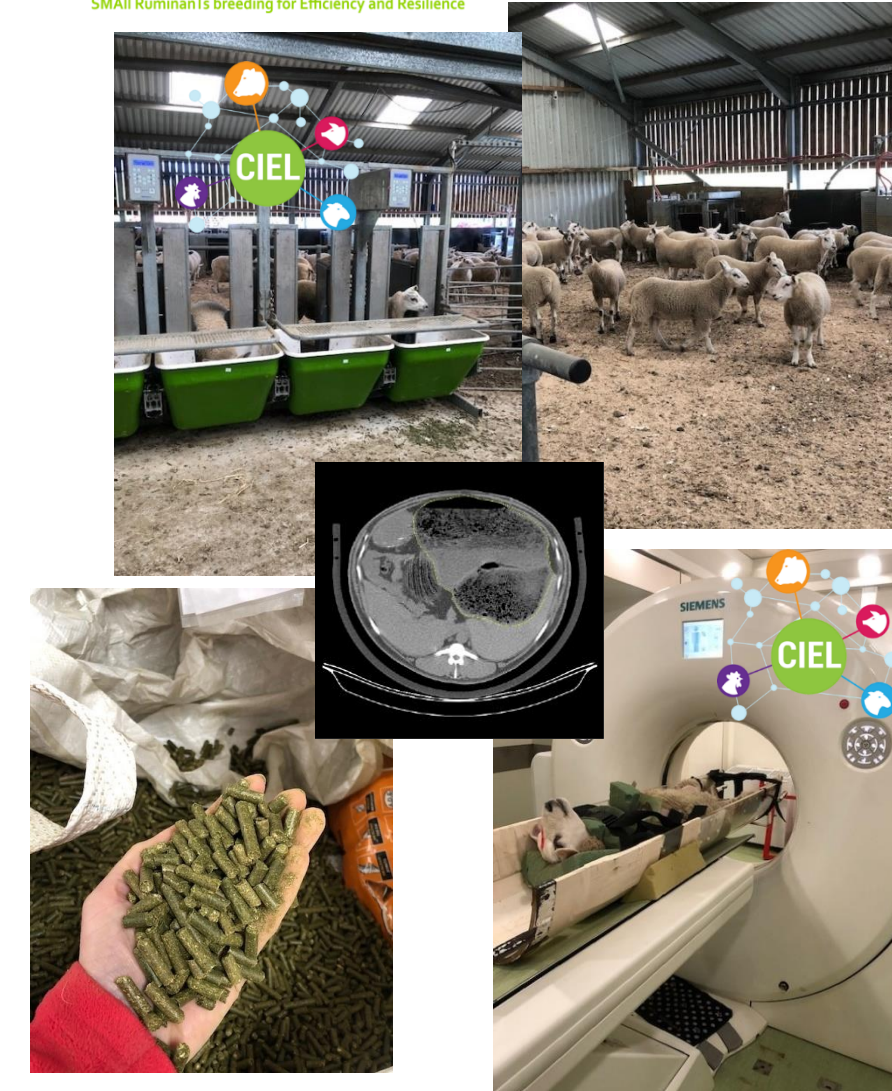 SMAll RuminanTs breeding for Efficiency and Resilience
CIEL
SIEMENS
CIEL